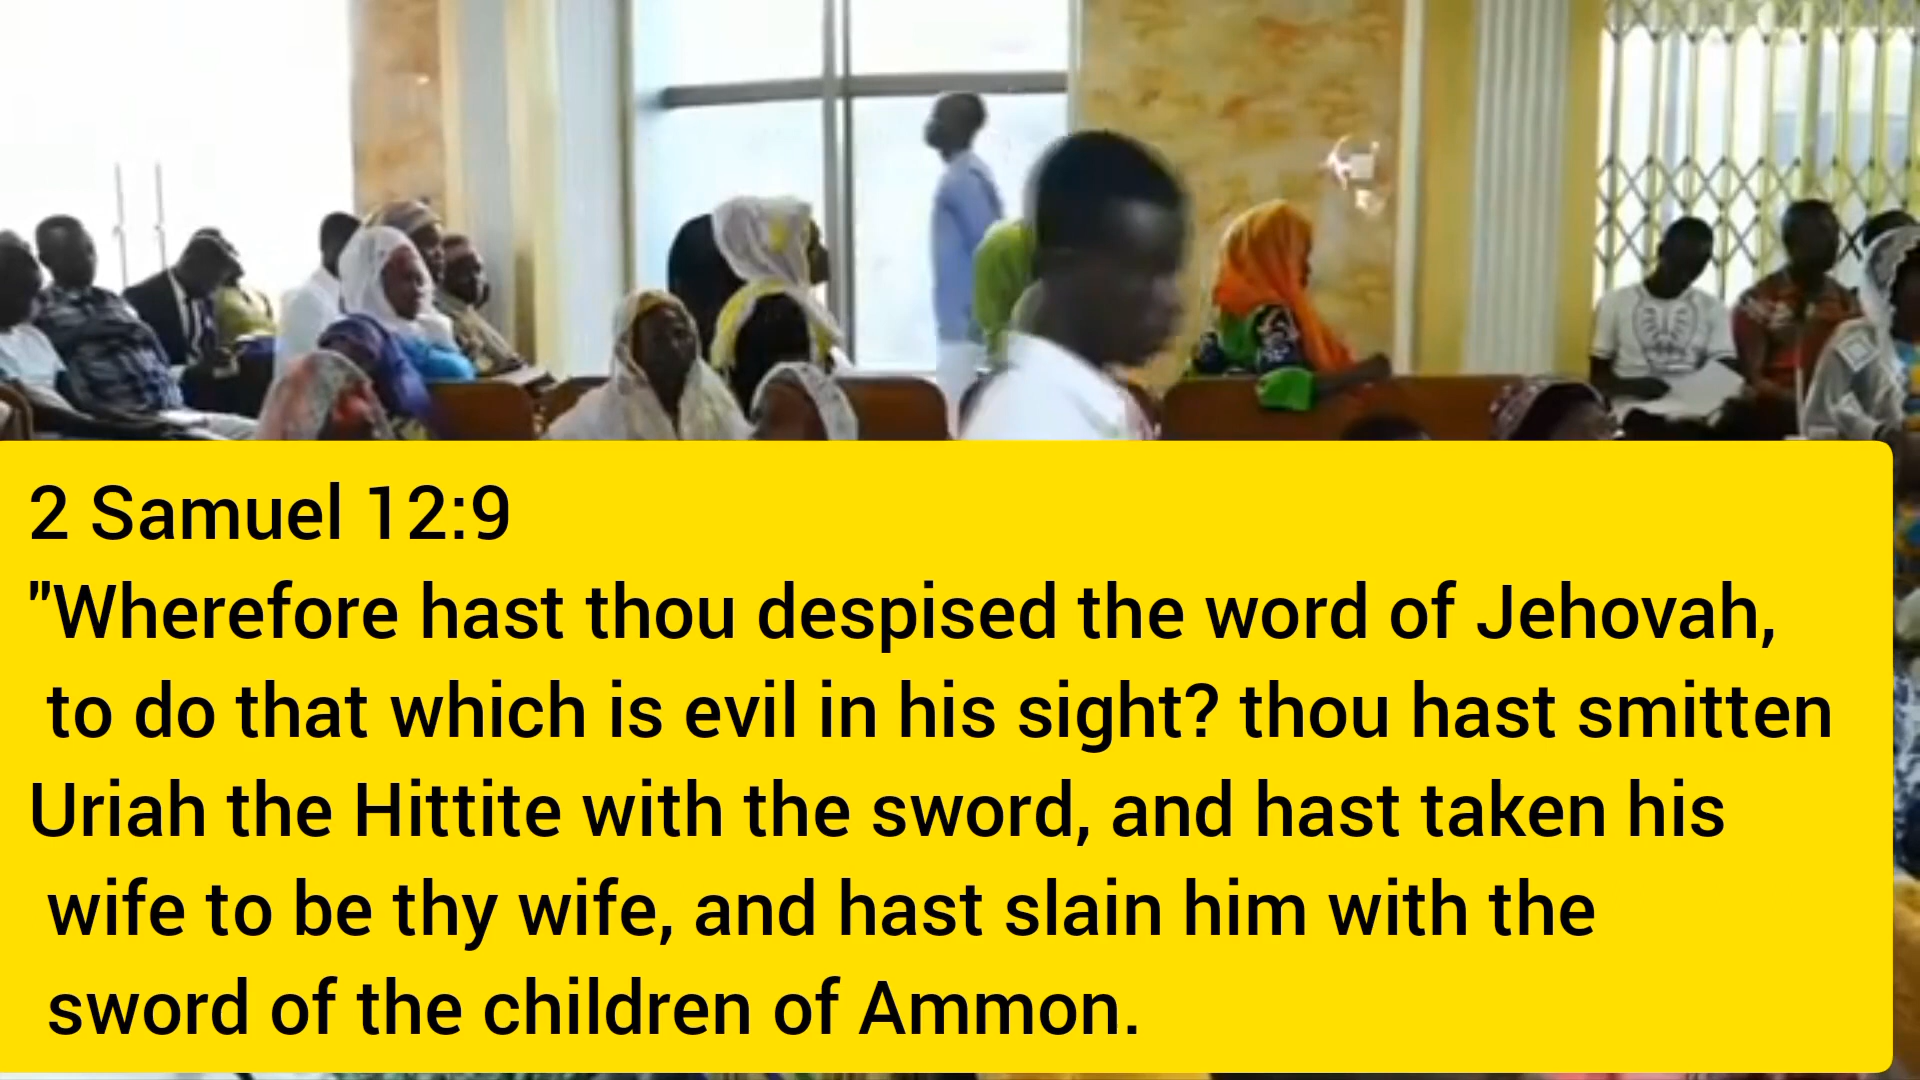 2 Samuel 12:9
"Wherefore hast thou despised the word of Jehovah,
to do that which is evil in his sight? thou hast smitten
Uriah the Hittite with the sword, and hast taken his
wife to be thy wife, and hast slain him with the
sword of the children of Ammon.